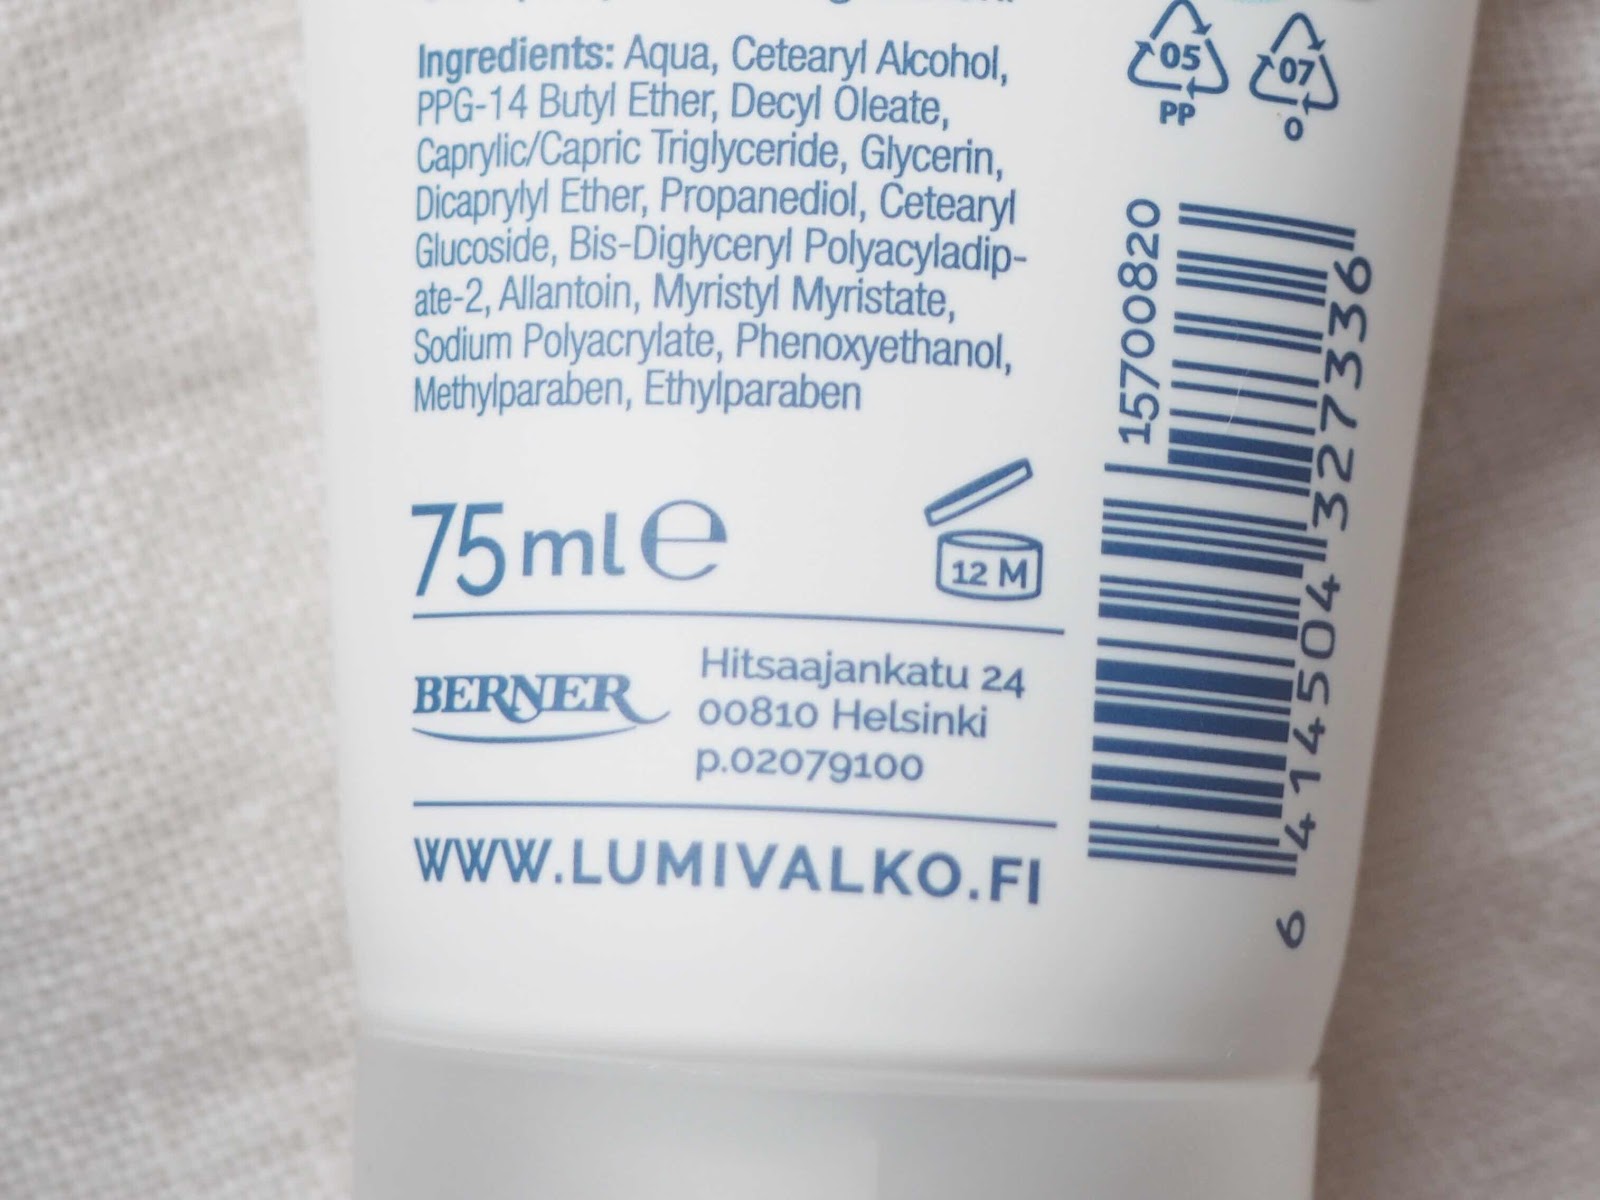 Ingredients: Aqua, Cetearyl Alcohol,
PPG-14 Butyl Ether, Decyl Oleate,
Caprylic/Capric Triglyceride, Glycerin,
Dicaprylyl Ether, Propanediol, Cetearyl
Glucoside, Bis-Diglyceryl Polyacyladip-
ate-2, Allantoin, Myristyl Myristate,
Sodium Polyacrylate, Phenoxyethanol,
Methylparaben, Ethylparaben
75 ml e
12 M
BERNER
Hitsaajankatu 24
00810 Helsinki
p.02079100
WWW.LUMIVALKO.FI
05
PP
07
O
15700820
6 414504 327336